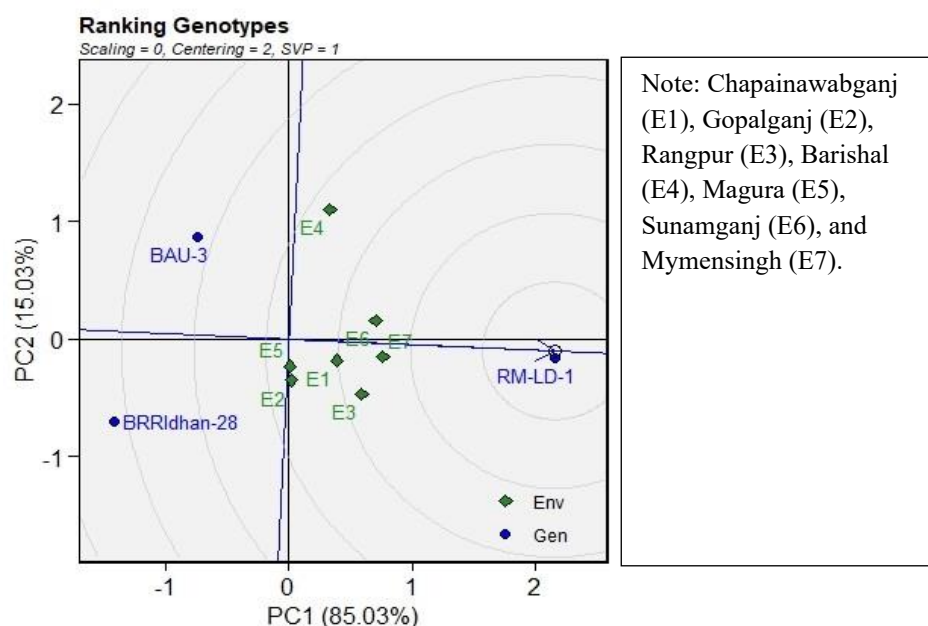 Ranking Genotypes
Scaling = 0, Centering = 2, SVP = 1
PC2 (15.03%)
2
1
0
-1
E4
BAU-3
E6
E7
E5
E1
RM-LD-1
E2
E3
BRRIdhan-28
Env
Gen
-1
0
1
2
PC1 (85.03%)
Note: Chapainawabganj
(E1), Gopalganj (E2),
Rangpur (E3), Barishal
(E4), Magura (E5),
Sunamganj (E6), and
Mymensingh (E7).